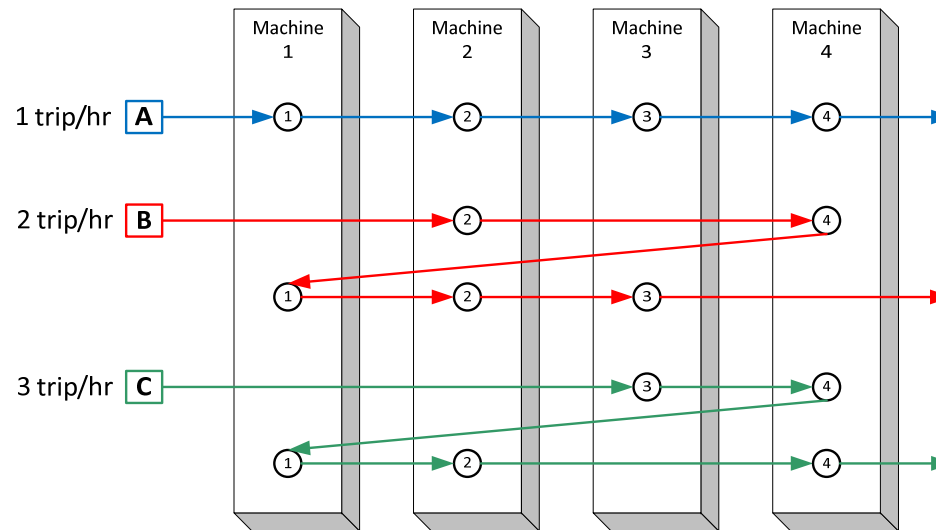 Machine 1
Machine 2
Machine 3
Machine 4
1 trip/hr A 1 2 3 4
2 trip/hr B 2 4
1 2 3
3 trip/hr C 3 4
1 2 4